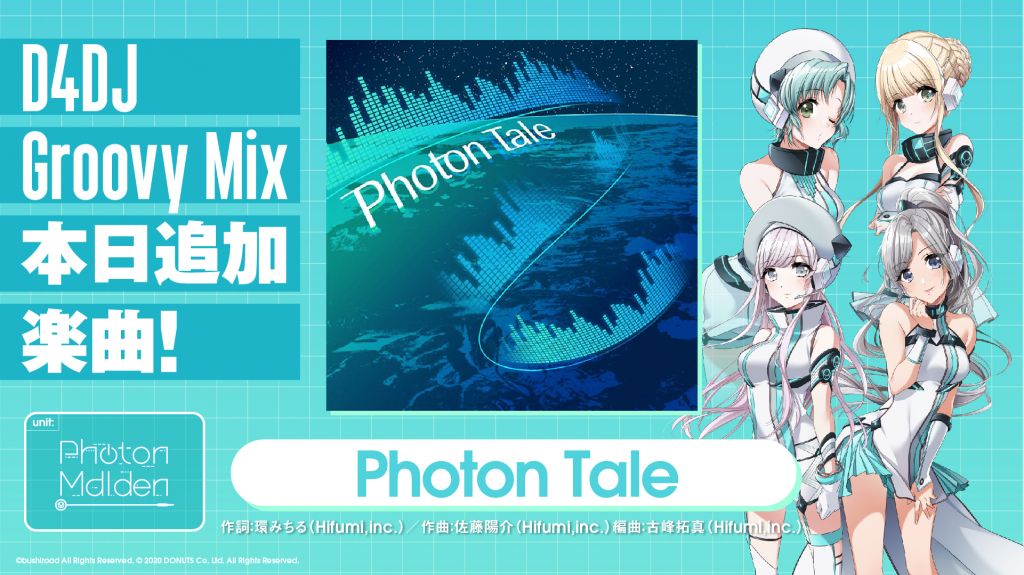 D4DJ
Groovy Mix
本日追加
楽曲!
Photon Tale
unit:
Photon
MaIden
Photon Tale
作詞:環みちる(Hifumi,inc.)／作曲:佐藤陽介(Hifumi,inc.)編曲:古峰拓真(Hifumi,inc.)
©bushiroad All Rights Reserved. © 2020 DONUTS Co. Ltd. All Rights Reserved.